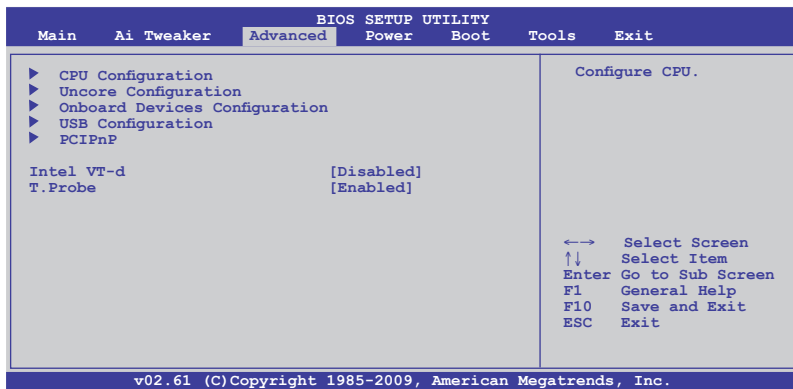 BIOS SETUP UTILITY
Main Ai Tweaker Advanced Power Boot Tools Exit
CPU Configuration
Uncore Configuration
Onboard Devices Configuration
USB Configuration
PCIPnP
Intel VT-d [Disabled]
T.Probe [Enabled]
Configure CPU.
←→ Select Screen
↑↓ Select Item
Enter Go to Sub Screen
F1 General Help
F10 Save and Exit
ESC Exit
v02.61 (C)Copyright 1985-2009, American Megatrends, Inc.